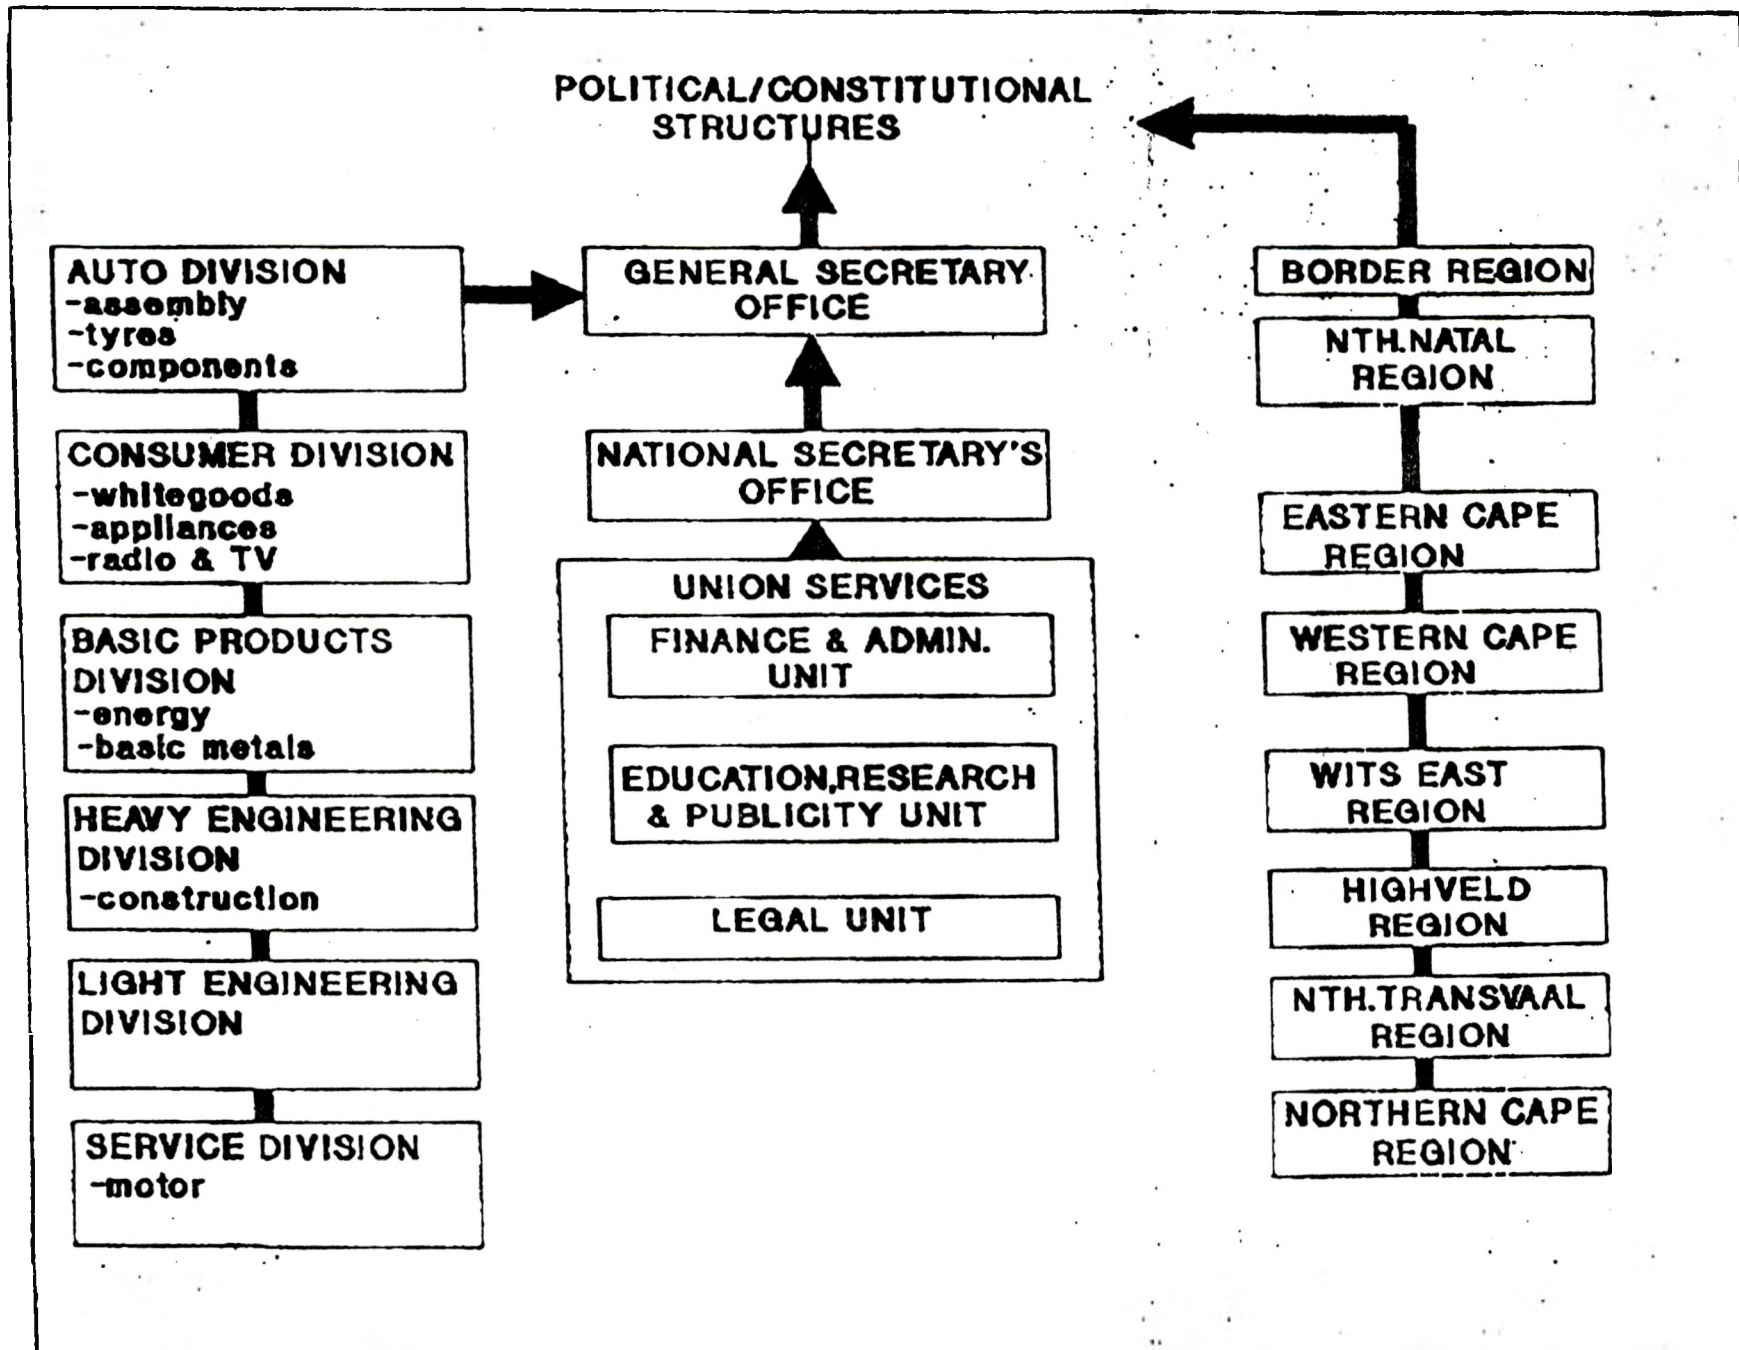 POLITICAL/CONSTITUTIONAL
STRUCTURES
AUTO DIVISION
-assembly
-tyres
-components
CONSUMER DIVISION
-whitegoods
-appliances
-radio & TV
BASIC PRODUCTS
DIVISION
-energy
-basic metals
HEAVY ENGINEERING
DIVISION
-construction
LIGHT ENGINEERING
DIVISION
SERVICE DIVISION
-motor
GENERAL SECRETARY
OFFICE
NATIONAL SECRETARY'S
OFFICE
UNION SERVICES
FINANCE & ADMIN.
UNIT
EDUCATION,RESEARCH
& PUBLICITY UNIT
LEGAL UNIT
BORDER REGION
NTH.NATAL
REGION
EASTERN CAPE
REGION
WESTERN CAPE
REGION
WITS EAST
REGION
HIGHVELD
REGION
NTH.TRANSVAAL
REGION
NORTHERN CAPE
REGION